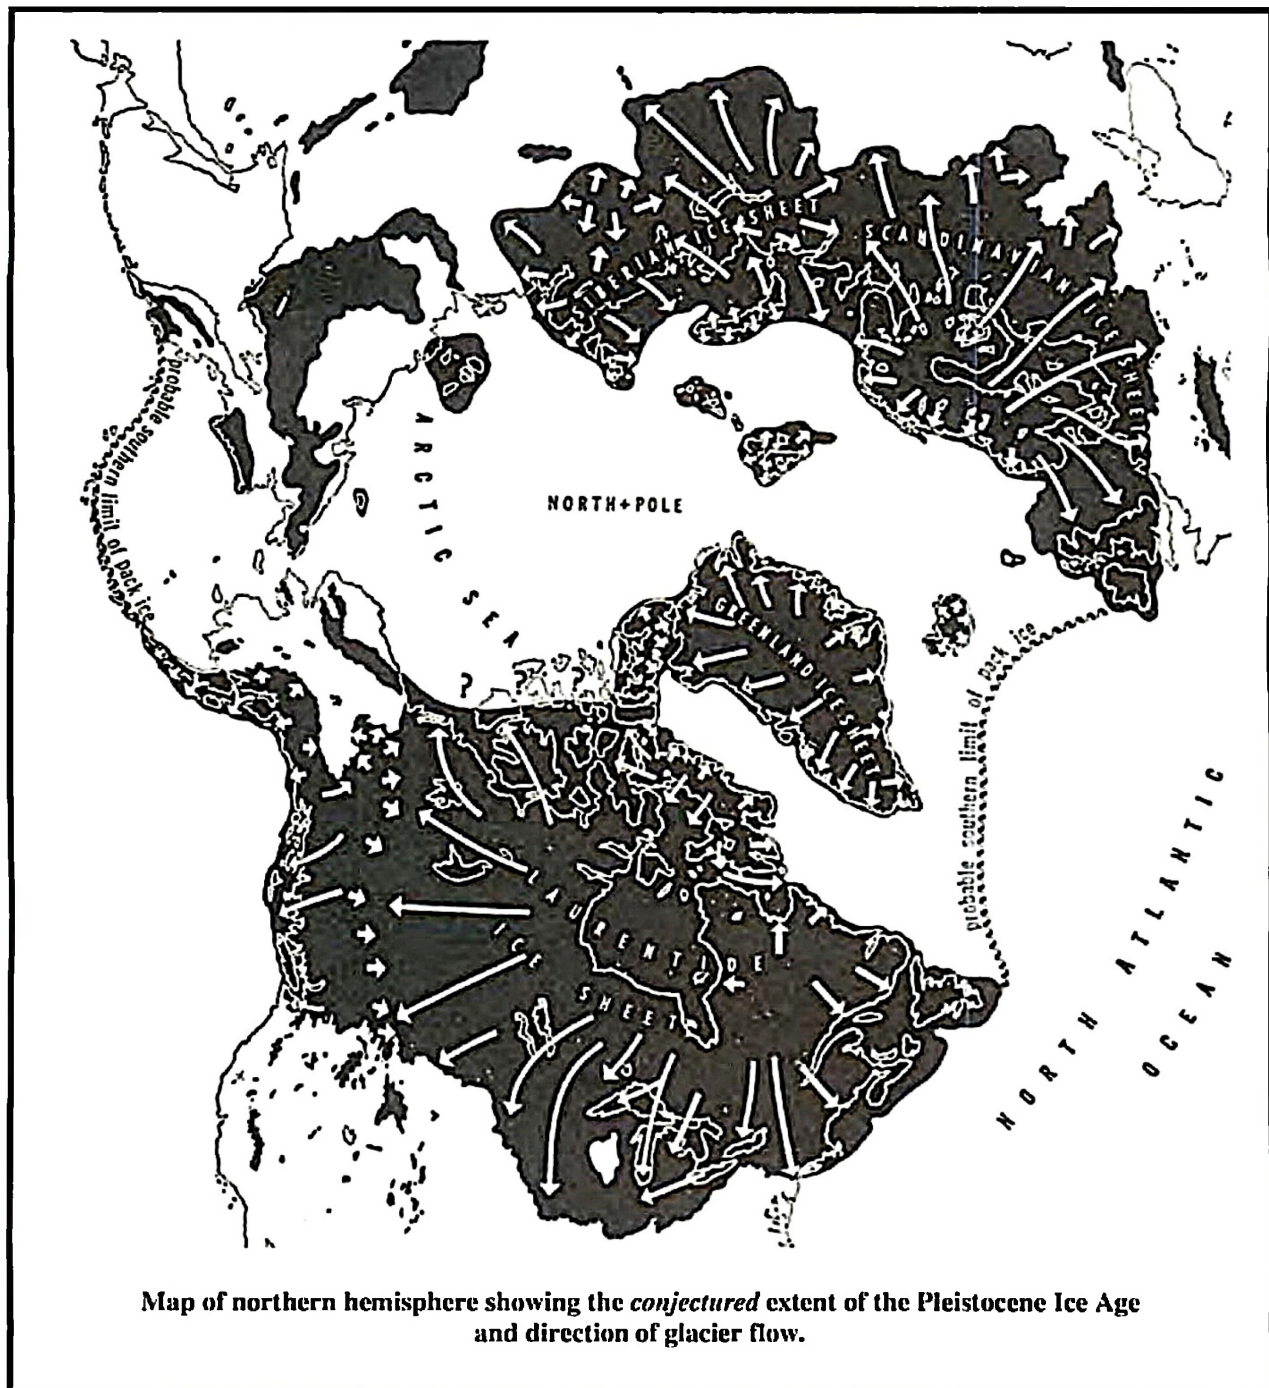 SIBERIAN ICE SHEET
SCANDINAVIAN ICE SHEET
probable southern limit of pack ice
ARCTIC SEA
NORTH + POLE
GREENLAND ICE SHEET
probable southern limit of pack ice
? ? ?
LAURENTIDE
ICE
SHEET
NORTH ATLANTIC
OCEAN
Map of northern hemisphere showing the conjectured extent of the Pleistocene Ice Age
and direction of glacier flow.